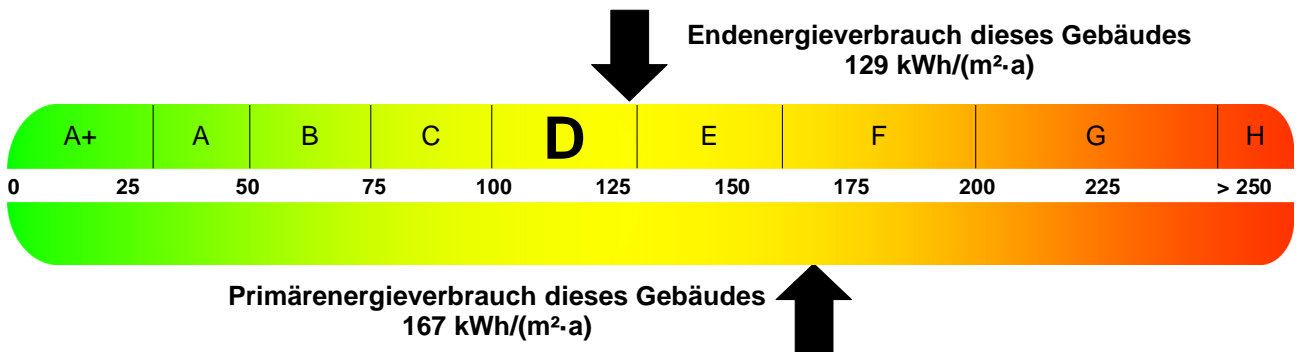 Endenergieverbrauch dieses Gebäudes
129 kWh/(m²·a)
A+ A B C D E F G H
0 25 50 75 100 125 150 175 200 225 > 250
Primärenergieverbrauch dieses Gebäudes
167 kWh/(m²·a)